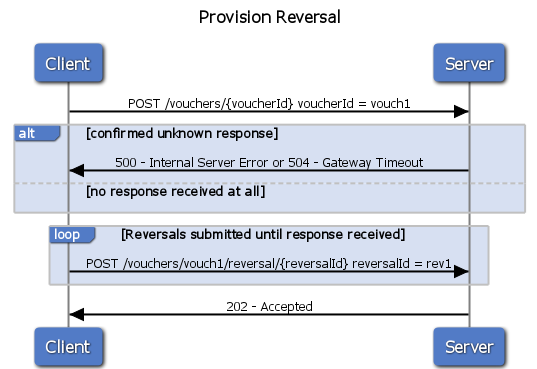 Provision Reversal
Client Server
POST /vouchers/{voucherId} voucherId = vouch1
alt [confirmed unknown response]
500 - Internal Server Error or 504 - Gateway Timeout
[no response received at all]
loop [Reversals submitted until response received]
POST /vouchers/vouch1/reversal/{reversalId} reversalId = rev1
202 - Accepted
Client Server